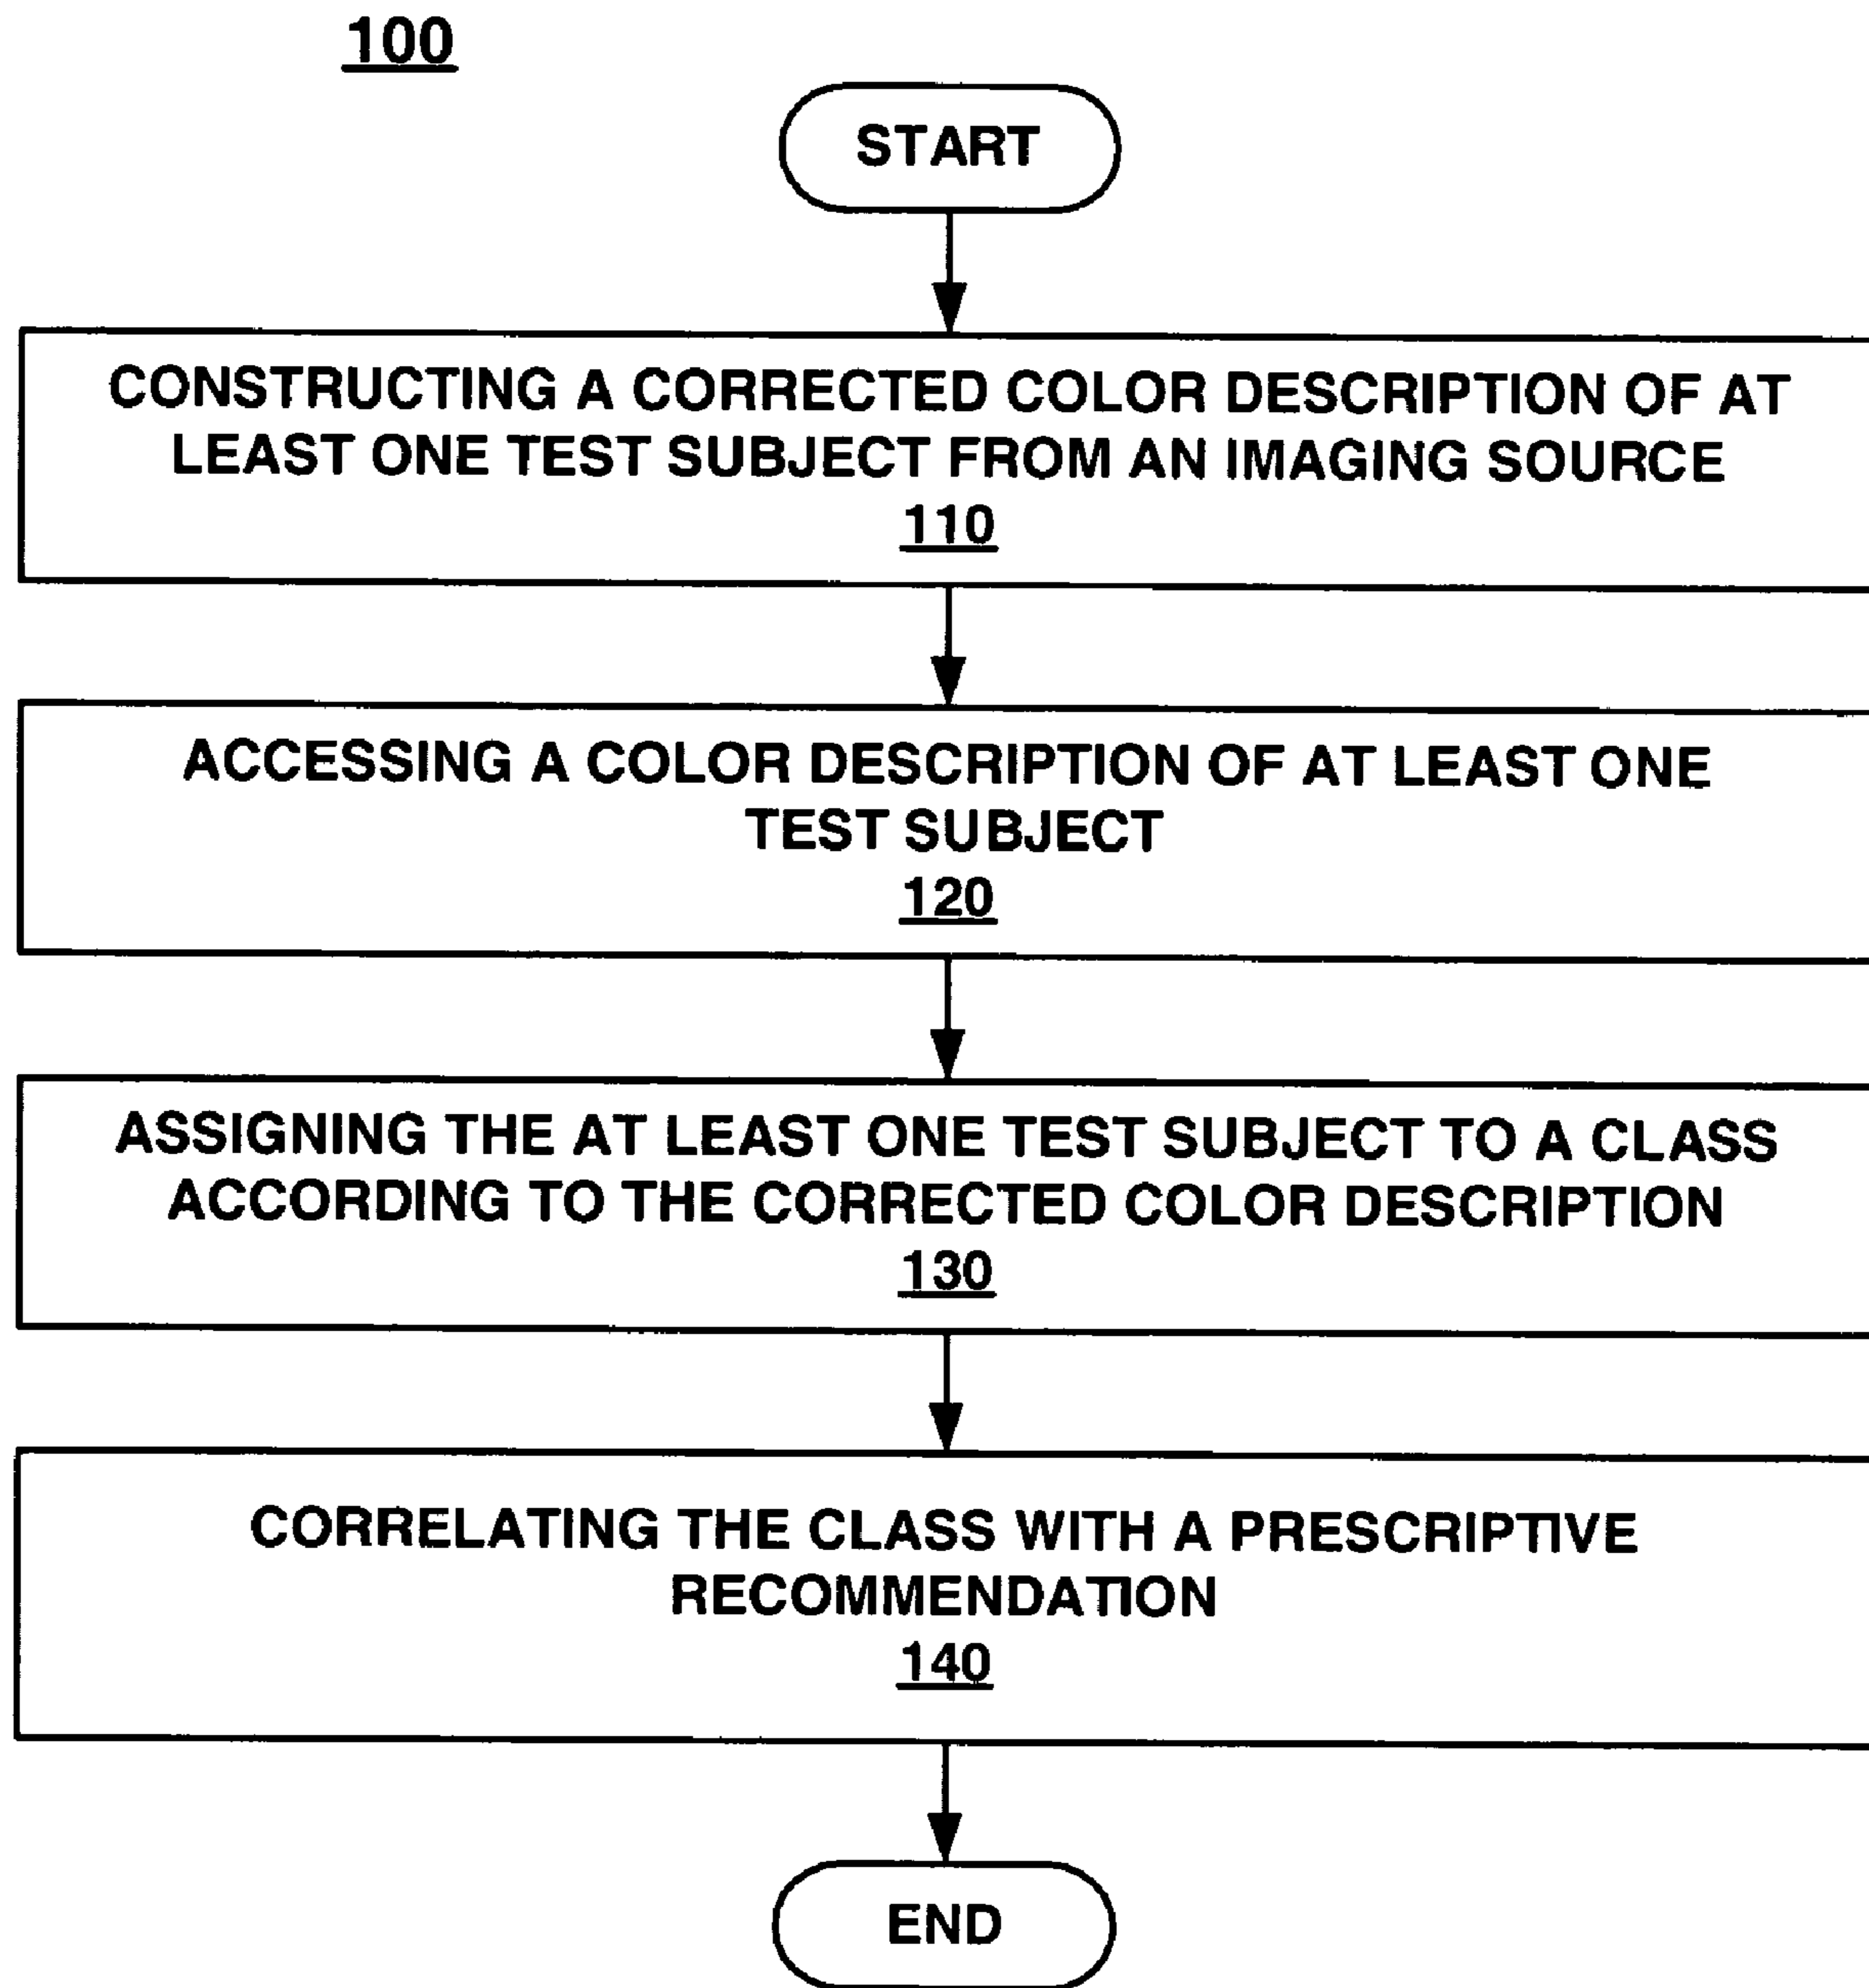 100
START
CONSTRUCTING A CORRECTED COLOR DESCRIPTION OF AT
LEAST ONE TEST SUBJECT FROM AN IMAGING SOURCE
110
ACCESSING A COLOR DESCRIPTION OF AT LEAST ONE
TEST SUBJECT
120
ASSIGNING THE AT LEAST ONE TEST SUBJECT TO A CLASS
ACCORDING TO THE CORRECTED COLOR DESCRIPTION
130
CORRELATING THE CLASS WITH A PRESCRIPTIVE
RECOMMENDATION
140
END